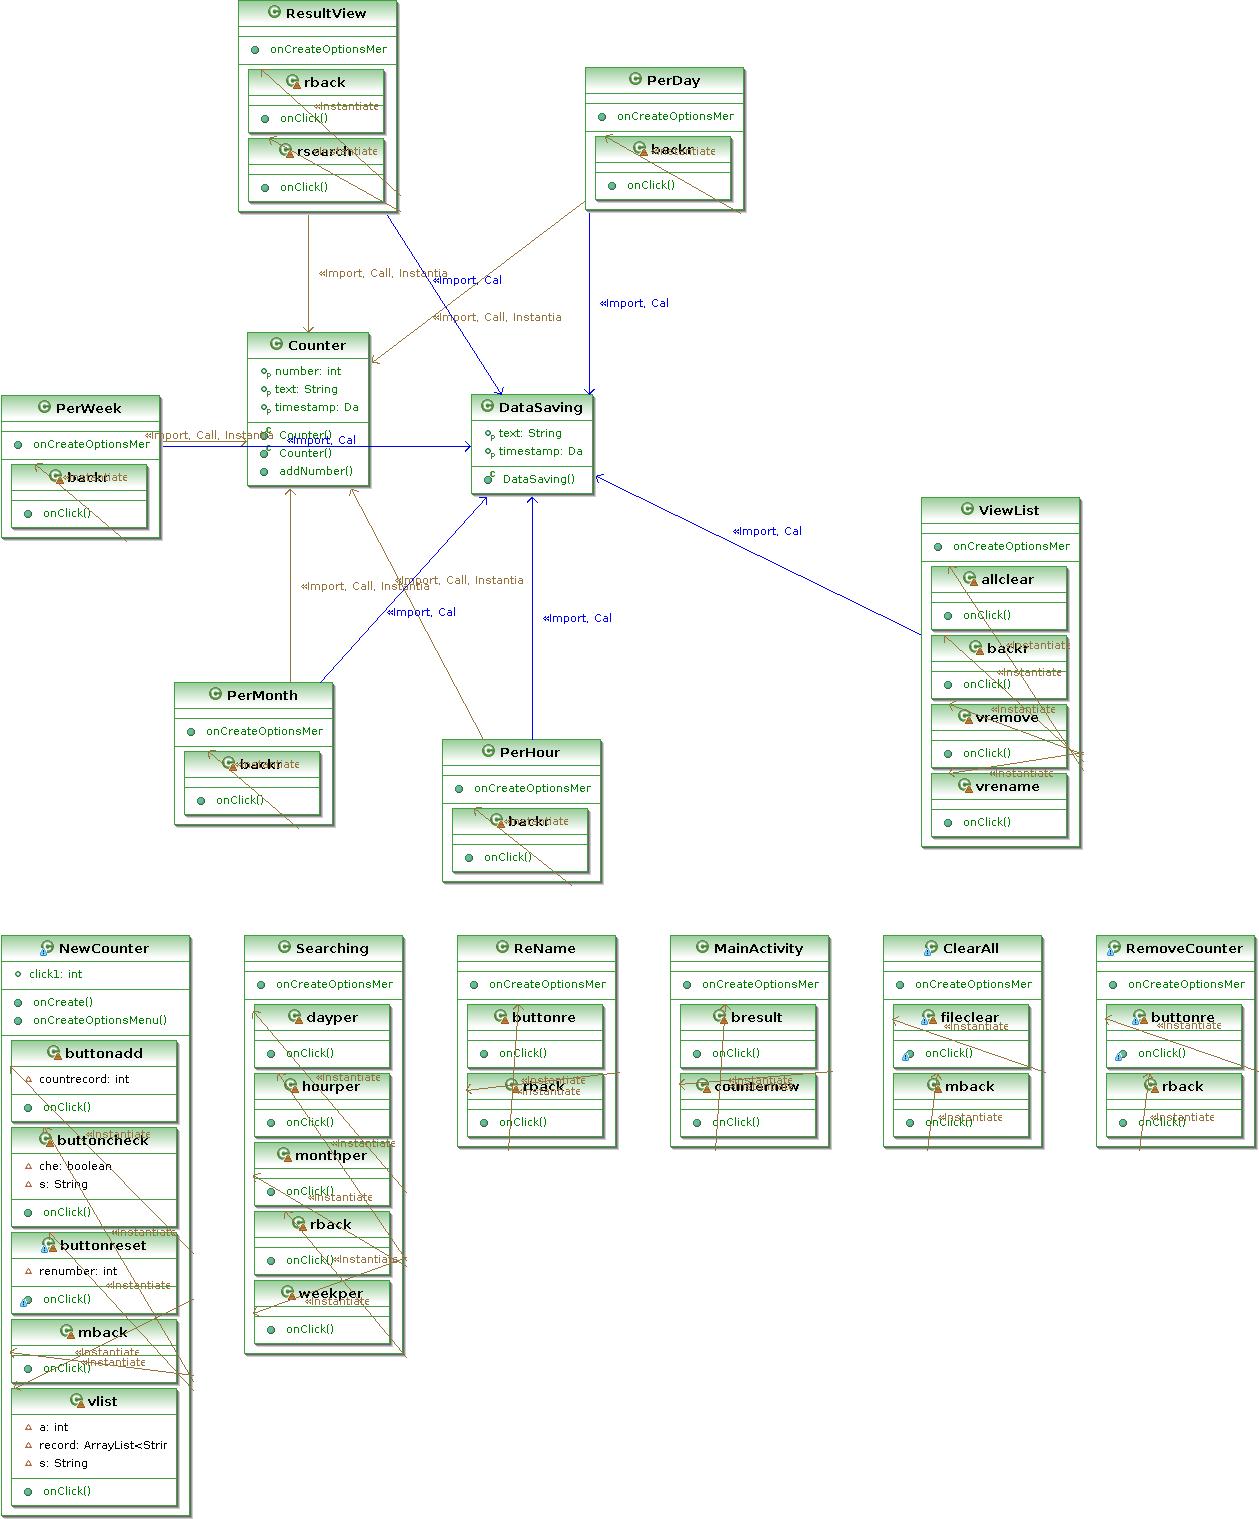 ResultView
onCreateOptionsMer
rback
«Instantiate
onClick()
rsearch
«Instantiate
onClick()
PerDay
onCreateOptionsMer
backr
«Instantiate
onClick()
«Import, Call, Instantia
«Import, Cal
«Import, Cal
«Import, Call, Instantia
Counter
number: int
text: String
timestamp: Da
Counter()
Counter()
addNumber()
PerWeek
onCreateOptionsMer
backr
«Instantiate
onClick()
«Import, Call, Instantia
«Import, Cal
DataSaving
text: String
timestamp: Da
DataSaving()
ViewList
onCreateOptionsMer
allclear
onClick()
backr
«Instantiate
«Instantiate
onClick()
«Instantiate
vremove
onClick()
«Instantiate
vrename
onClick()
«Import, Cal
«Import, Call, Instantia
«Import, Call, Instantia
«Import, Cal
«Import, Cal
PerMonth
onCreateOptionsMer
backr
«Instantiate
onClick()
PerHour
onCreateOptionsMer
backr
«Instantiate
onClick()
NewCounter
click1: int
onCreate()
onCreateOptionsMenu()
buttonadd
countrecord: int
onClick()
«Instantiate
buttoncheck
che: boolean
s: String
onClick()
«Instantiate
buttonreset
renumber: int
«Instantiate
onClick()
mback
«Instantiate
«Instantiate
onClick()
vlist
a: int
record: ArrayList<Strin
s: String
onClick()
Searching
onCreateOptionsMer
dayper
onClick()
«Instantiate
hourper
onClick()
«Instantiate
monthper
onClick()
«Instantiate
rback
onClick()
«Instantiate
weekper
«Instantiate
onClick()
ReName
onCreateOptionsMer
buttonre
onClick()
«Instantiate
rback
«Instantiate
onClick()
MainActivity
onCreateOptionsMer
bresult
onClick()
«Instantiate
counternew
«Instantiate
onClick()
ClearAll
onCreateOptionsMer
fileclear
«Instantiate
onClick()
mback
«Instantiate
onClick()
RemoveCounter
onCreateOptionsMer
buttonre
«Instantiate
onClick()
rback
«Instantiate
onClick()